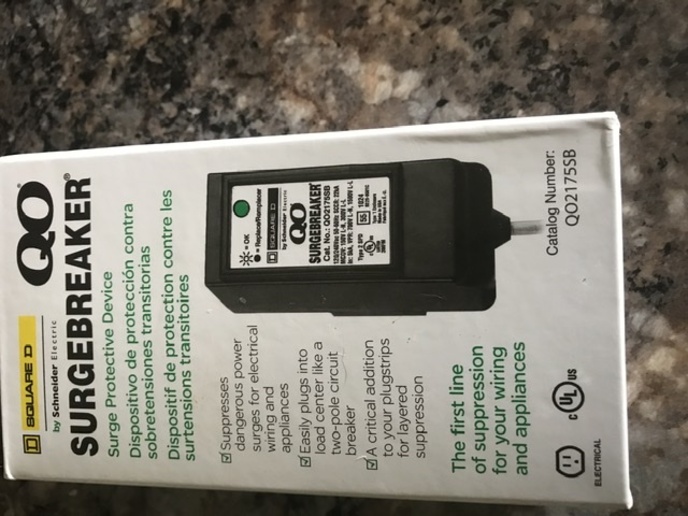 SQUARE D
by Schneider Electric
QO
SURGEBREAKER®
Surge Protective Device
Dispositivo de protección contra
sobretensiones transitorias
Dispositif de protection contre les
surtensions transitoires
Suppresses
dangerous power
surges for electrical
wiring and
appliances
Easily plugs into
load center like a
two-pole circuit
breaker
A critical addition
to your plugstrips
for layered
suppression
The first line
of suppression
for your wiring
and appliances
= OK
= Replace/Remplacer
SQUARE D
by Schneider Electric
QO
SURGEBREAKER
Cat. No.: QO2175SB
Catalog Number:
QO2175SB
ELECTRICAL
C UL US